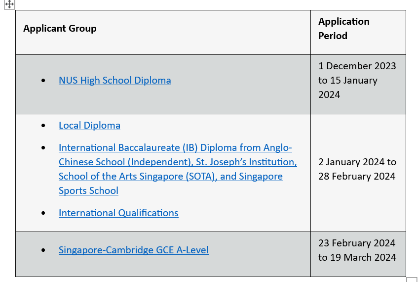 Applicant Group
Application
Period
NUS High School Diploma
1 December 2023
to 15 January
2024
Local Diploma
International Baccalaureate (IB) Diploma from Anglo-
Chinese School (Independent), St. Joseph's Institution,
School of the Arts Singapore (SOTA), and Singapore
Sports School
International Qualifications
2 January 2024 to
28 February 2024
Singapore-Cambridge GCE A-Level
23 February 2024
to 19 March 2024